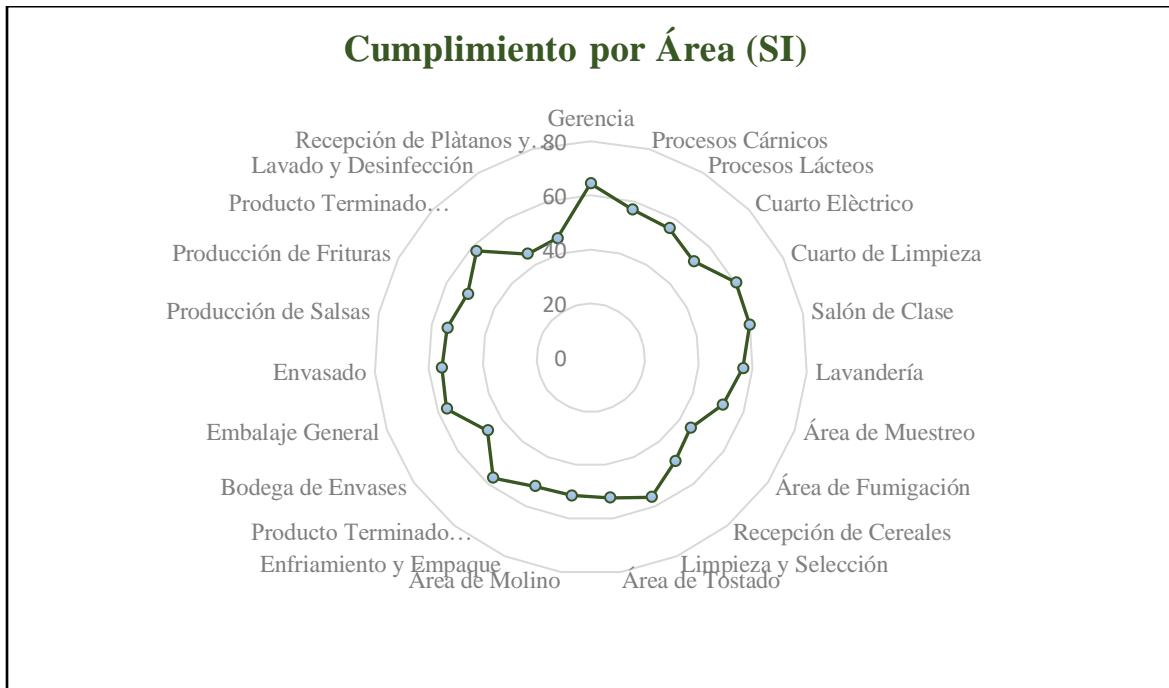 Cumplimiento por Área (SI)
Gerencia
Procesos Cárnicos
Procesos Lácteos
Cuarto Elèctrico
Cuarto de Limpieza
Salón de Clase
Lavandería
Área de Muestreo
Área de Fumigación
Recepción de Cereales
Limpieza y Selección
Área de Tostado
Área de Molino
Enfriamiento y Empaque
Producto Terminado…
Bodega de Envases
Embalaje General
Envasado
Producción de Salsas
Producción de Frituras
Producto Terminado…
Lavado y Desinfección
Recepción de Plàtanos y…
80
60
40
20
0